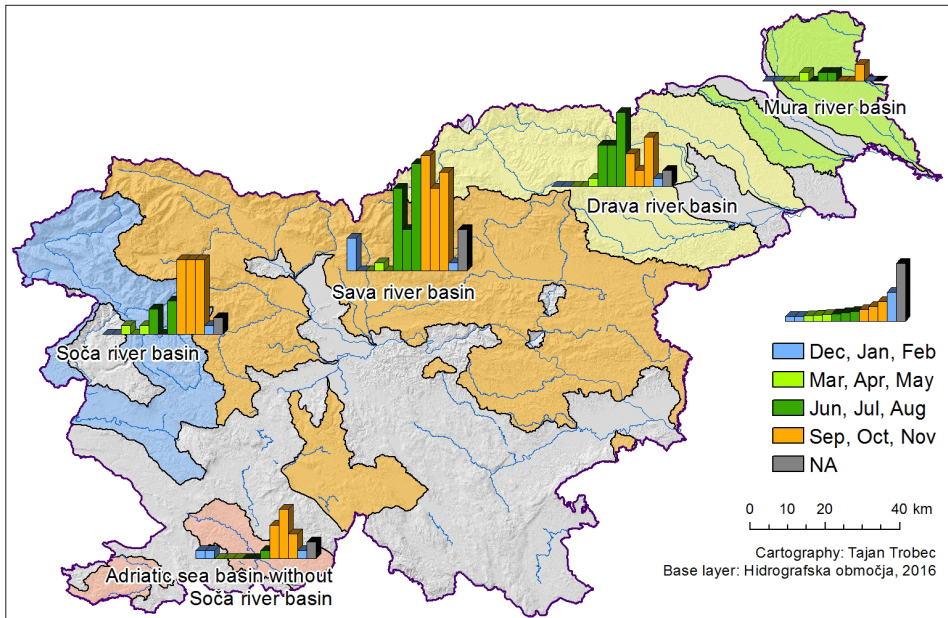 Mura river basin
Drava river basin
Sava river basin
Soča river basin
Dec, Jan, Feb
Mar, Apr, May
Jun, Jul, Aug
Sep, Oct, Nov
NA
0 10 20 40 km
Cartography: Tajan Trobec
Base layer: Hidrografska območja, 2016
Adriatic sea basin without
Soča river basin